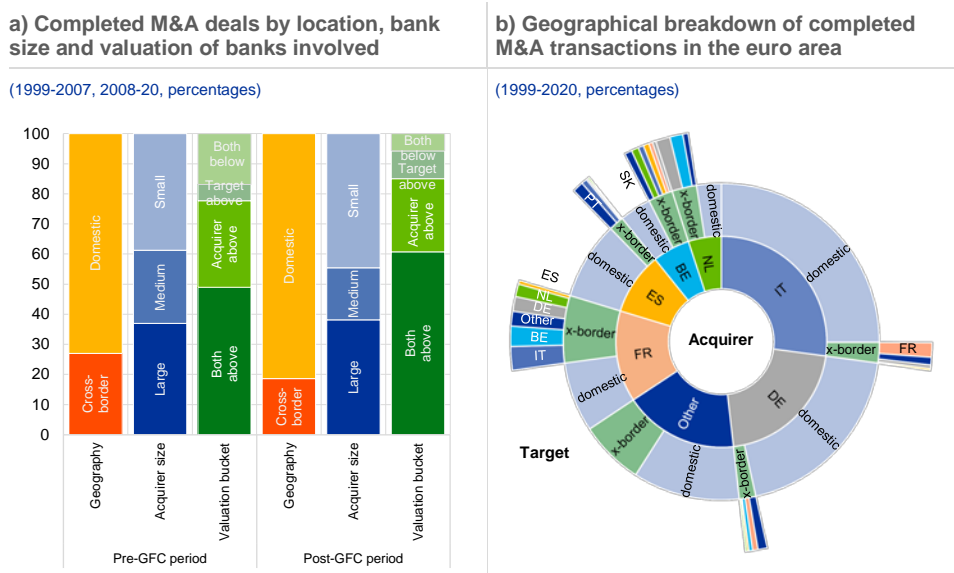 a) Completed M&A deals by location, bank
size and valuation of banks involved
(1999-2007, 2008-20, percentages)
100
90
80
70
60
50
40
30
20
10
0
Domestic
Cross-
border
Small
Medium
Large
Both
below
Target
above
Acquirer
above
Both
above
Domestic
Cross-
border
Small
Medium
Large
Both
below
Target
above
Acquirer
above
Both
above
Geography
Acquirer size
Valuation bucket
Geography
Acquirer size
Valuation bucket
Pre-GFC period
Post-GFC period
b) Geographical breakdown of completed
M&A transactions in the euro area
(1999-2020, percentages)
Acquirer
Target
IT
domestic
x-border
FR
DE
domestic
x-border
Other
domestic
x-border
FR
domestic
x-border
IT
BE
Other
DE
NL
ES
ES
domestic
x-border
PT
BE
domestic
x-border
SK
NL
x-border
domestic